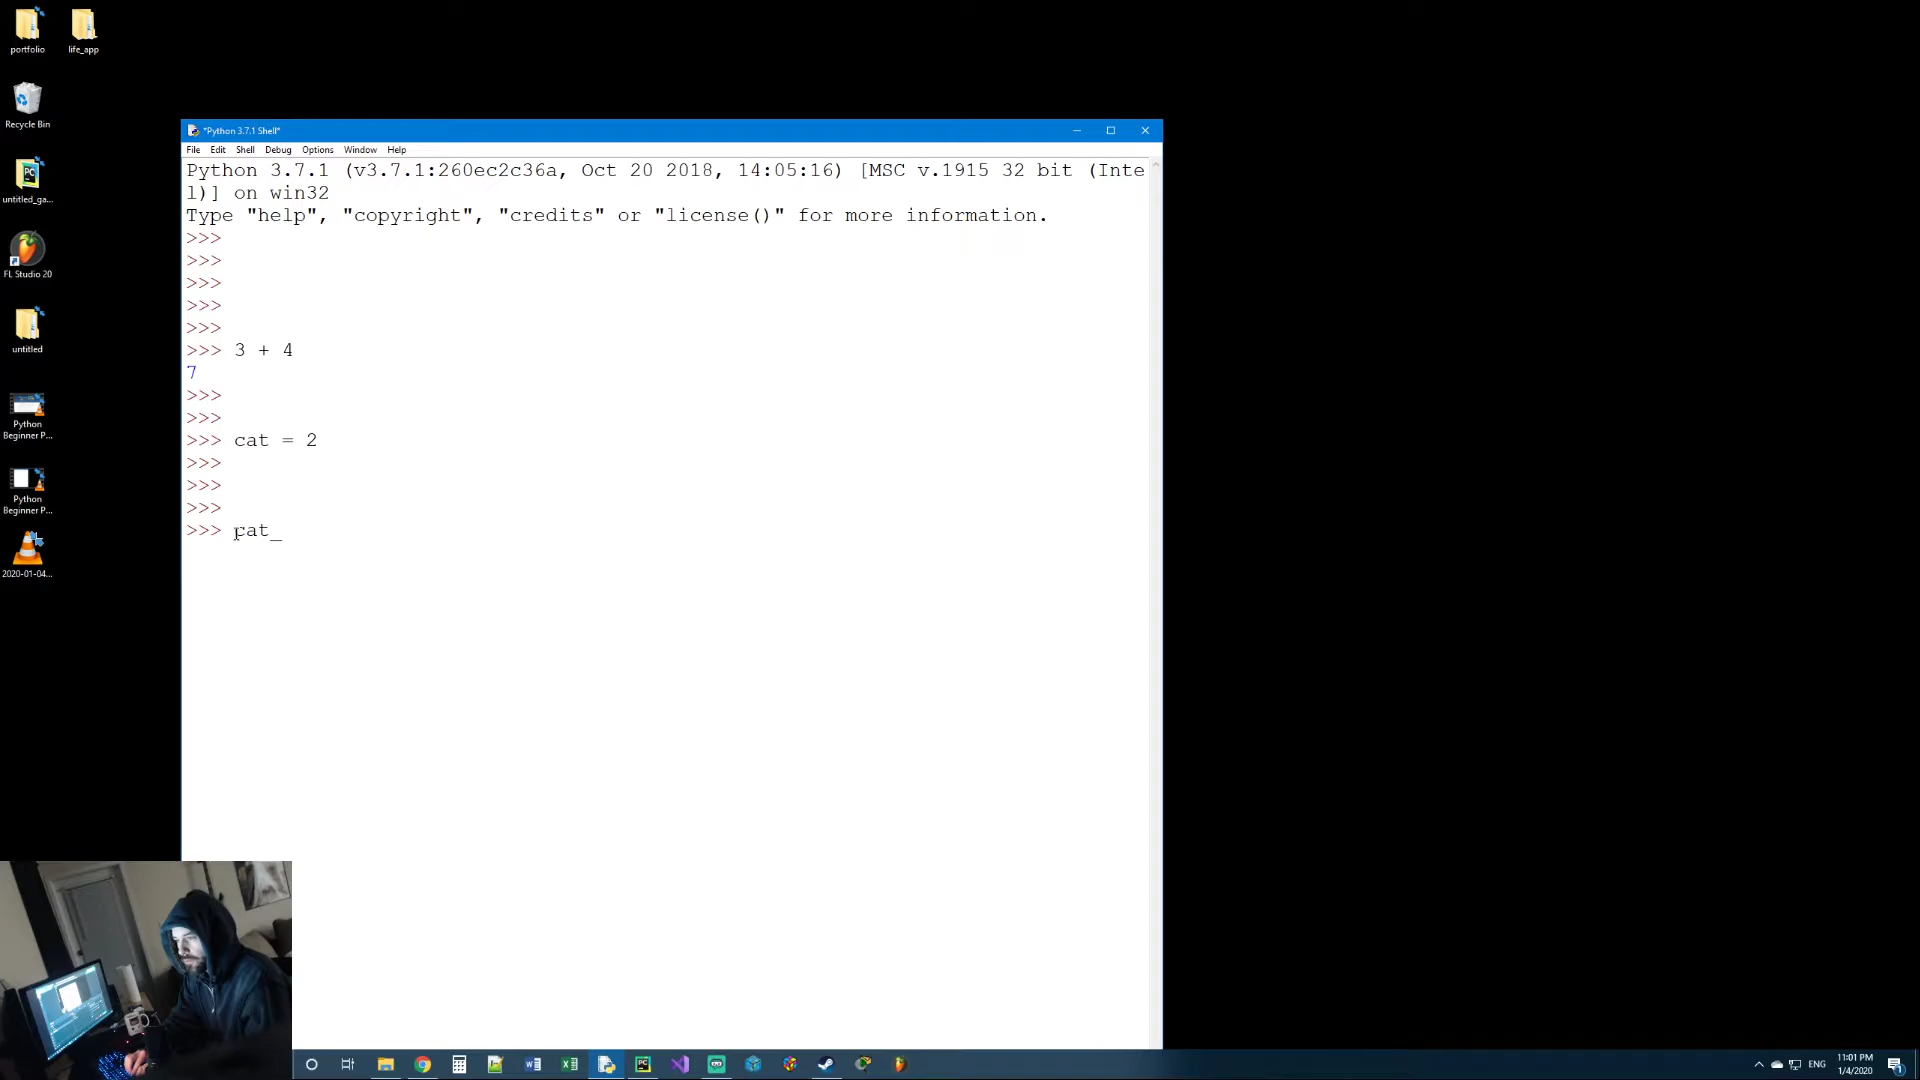 portfolio
life_app
Recycle Bin
untitled_ga...
FL Studio 20
untitled
Python
Beginner P...
Python
Beginner P...
2020-01-04...
*Python 3.7.1 Shell*
File Edit Shell Debug Options Window Help
Python 3.7.1 (v3.7.1:260ec2c36a, Oct 20 2018, 14:05:16) [MSC v.1915 32 bit (Inte
l)] on win32
Type "help", "copyright", "credits" or "license()" for more information.
>>>
>>>
>>>
>>>
>>>
>>> 3 + 4
7
>>>
>>>
>>> cat = 2
>>>
>>>
>>>
>>> cat_
ENG
11:01 PM
1/4/2020